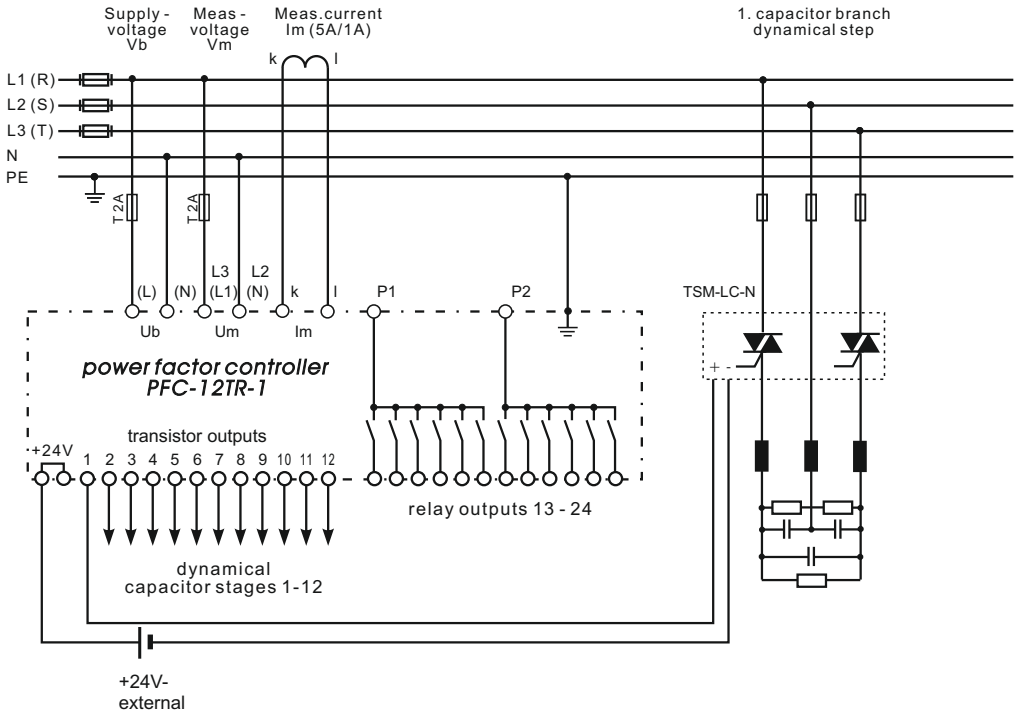 Supply-
voltage
Vb
Meas-
voltage
Vm
Meas.current
Im (5A/1A)
k
l
1. capacitor branch
dynamical step
L1 (R)
L2 (S)
L3 (T)
N
PE
T2A
T2A
L3
L2
(L)
(N)
(L1)
(N)
k
l
P1
P2
TSM-LC-N
Ub
Um
Im
power factor controller
PFC-12TR-1
+ -
transistor outputs
+24V
1 2 3 4 5 6 7 8 9 10 11 12
relay outputs 13 - 24
dynamical
capacitor stages 1-12
+24V-
external